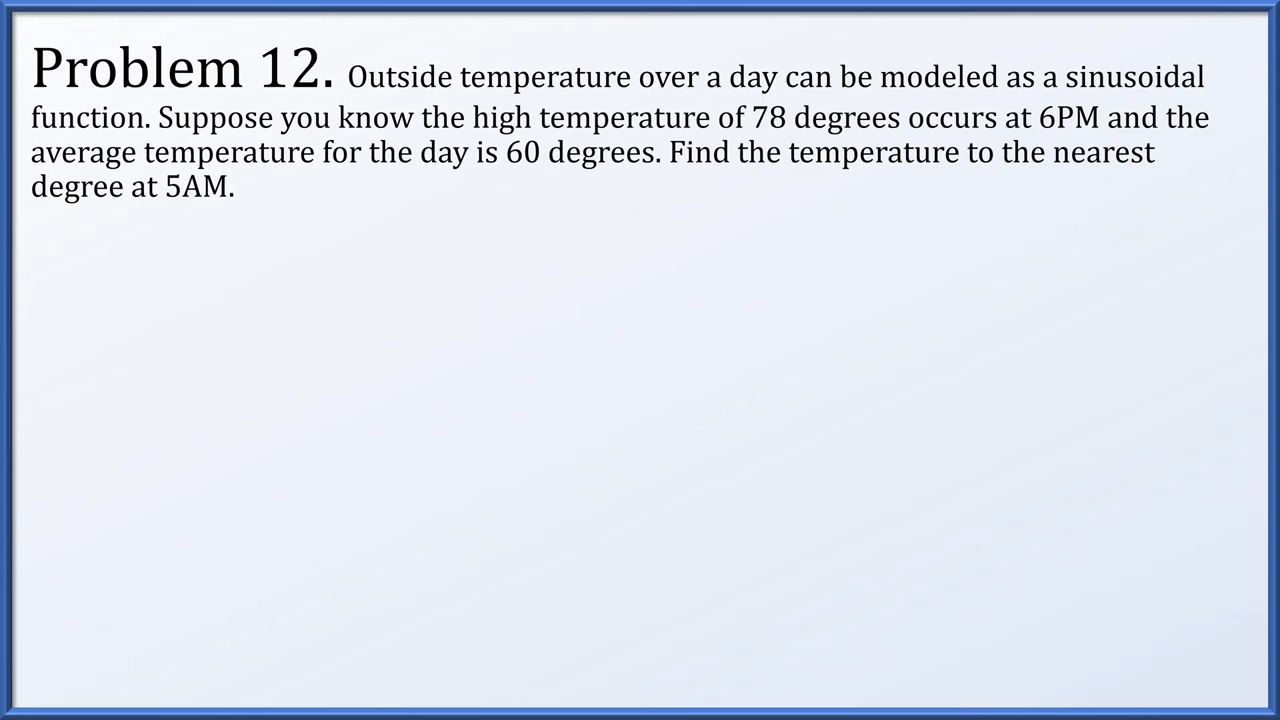 Problem 12. Outside temperature over a day can be modeled as a sinusoidal
function. Suppose you know the high temperature of 78 degrees occurs at 6PM and the
average temperature for the day is 60 degrees. Find the temperature to the nearest
degree at 5AM.